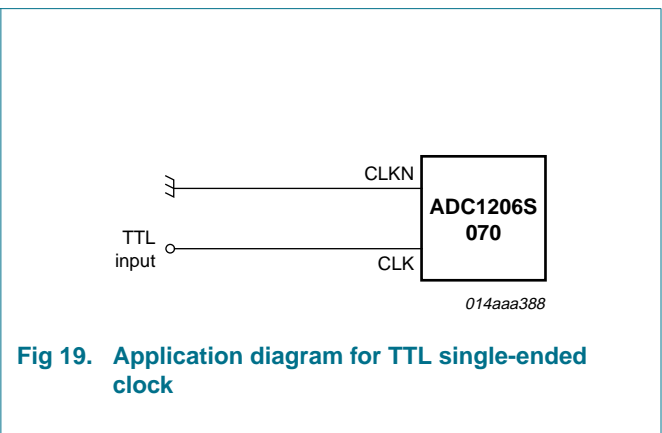 CLKN
ADC1206S
070
TTL
input
CLK
014aaa388
Fig 19. Application diagram for TTL single-ended
clock